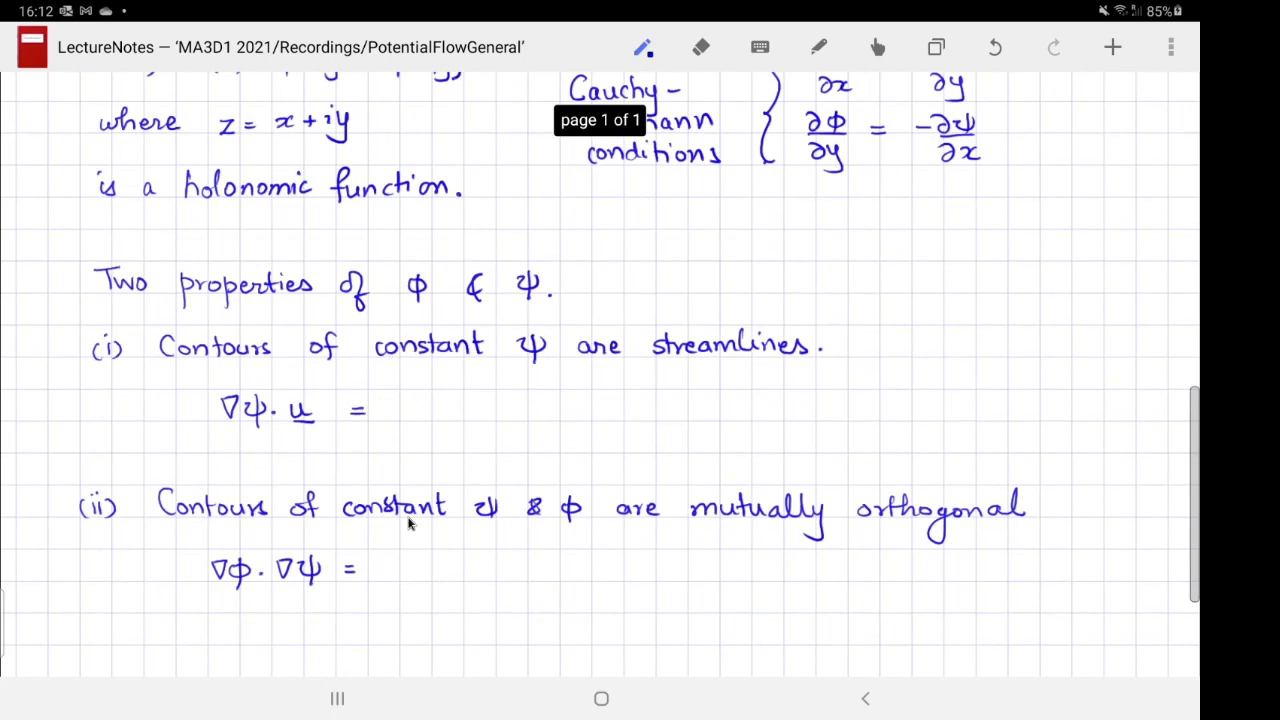 16:12
85%
LectureNotes — ‘MA3D1 2021/Recordings/PotentialFlowGeneral’
Cauchy-
∂x ∂y
where z = x + iy
page 1 of 1
conditions
∂ϕ/∂y = -∂ψ/∂x
is a holonomic function.
Two properties of ϕ & ψ.
(i) Contours of constant ψ are streamlines.
∇ψ. u =
(ii) Contours of constant ψ & ϕ are mutually orthogonal
∇ϕ. ∇ψ =